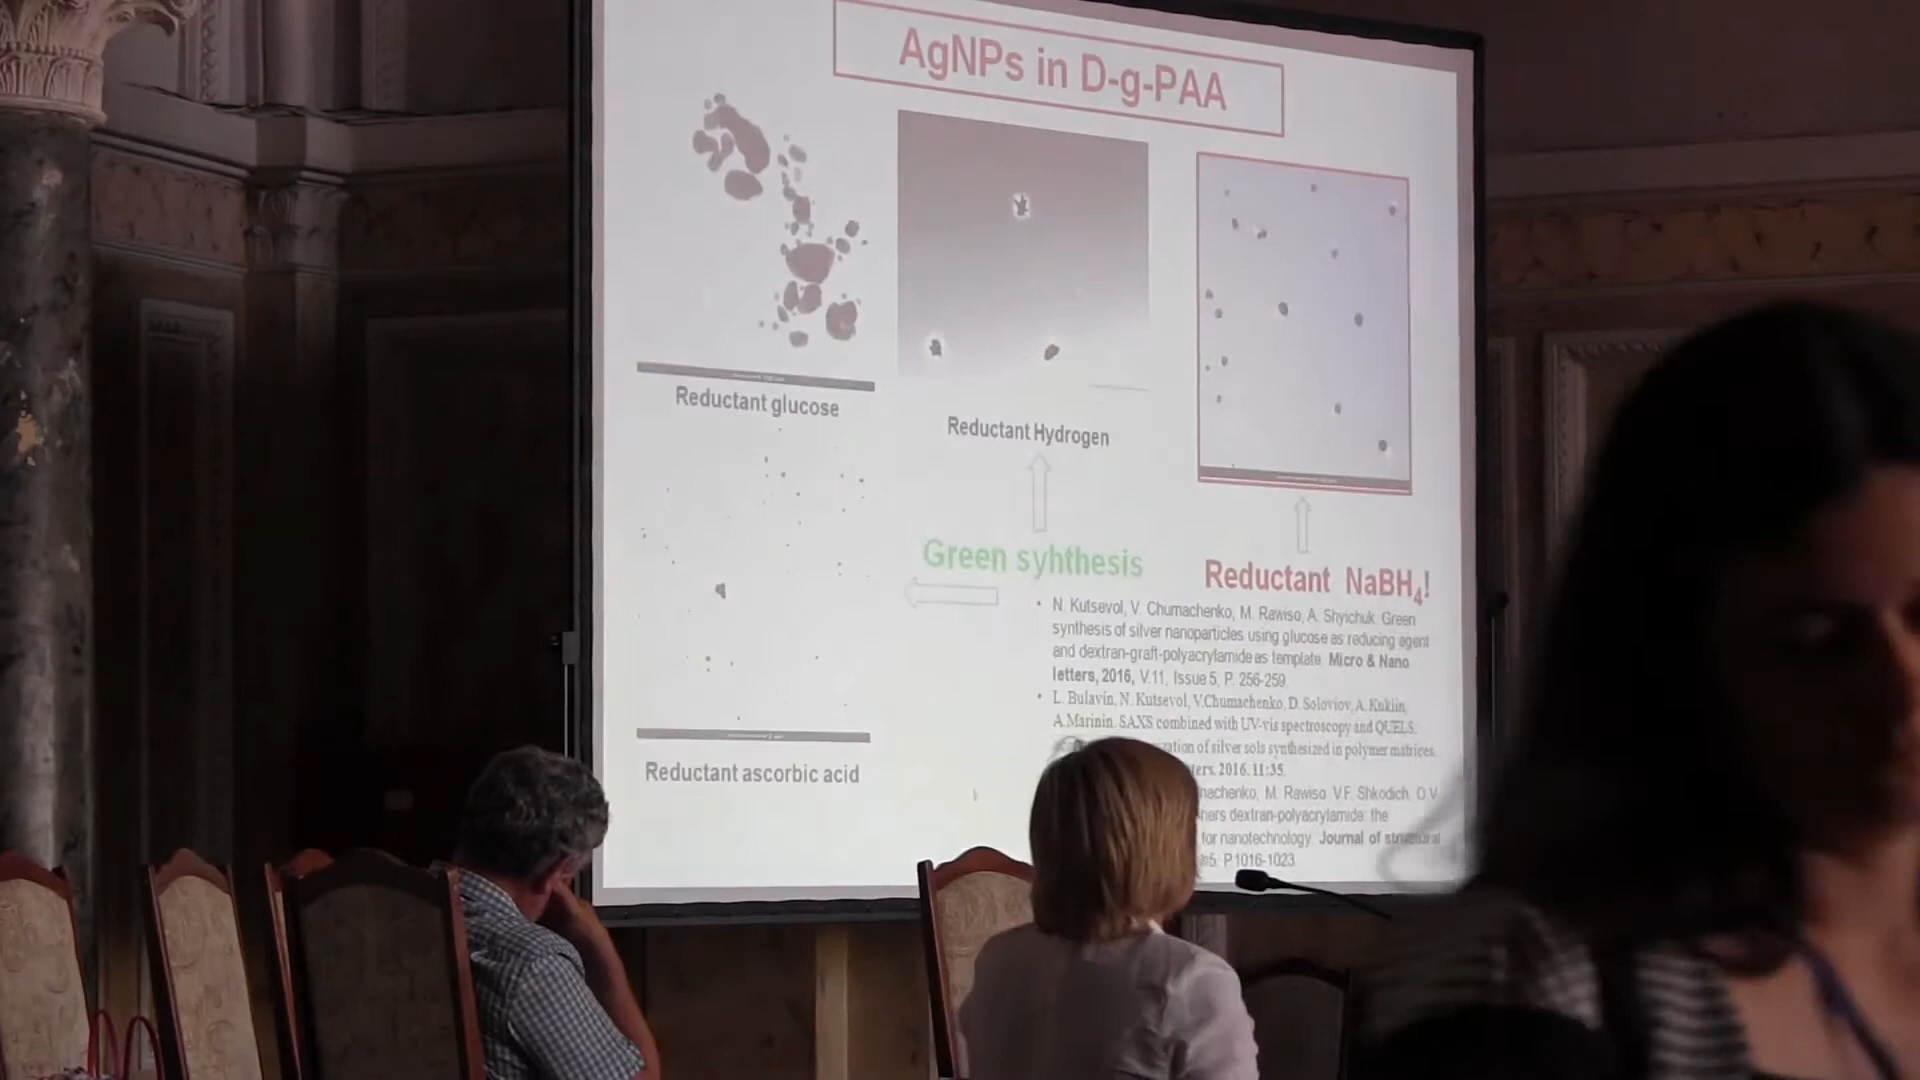 AgNPs in D-g-PAA
Reductant glucose
Reductant Hydrogen
Green syhthesis
Reductant NaBH4!
Reductant ascorbic acid
• N. Kutsevol, V. Chumachenko, M. Rawiso, A. Shyichuk. Green
synthesis of silver nanoparticles using glucose as reducing agent
and dextran-graft-polyacrylamide as template. Micro & Nano
letters, 2016, V.11, Issue 5, P. 256-259.
• L. Bulavin, N. Kutsevol, V.Chumachenko, D. Soloviov, A. Kuklin,
A.Marinin. SAXS combined with UV-vis spectroscopy and QUELS:
of silver sols synthesized in polymer matrices.
2016. 11:35.
M. Rawiso. V.F. Shkodich. O.V.
dextran-polyacrylamide: the
for nanotechnology. Journal of structural
P.1016-1023.